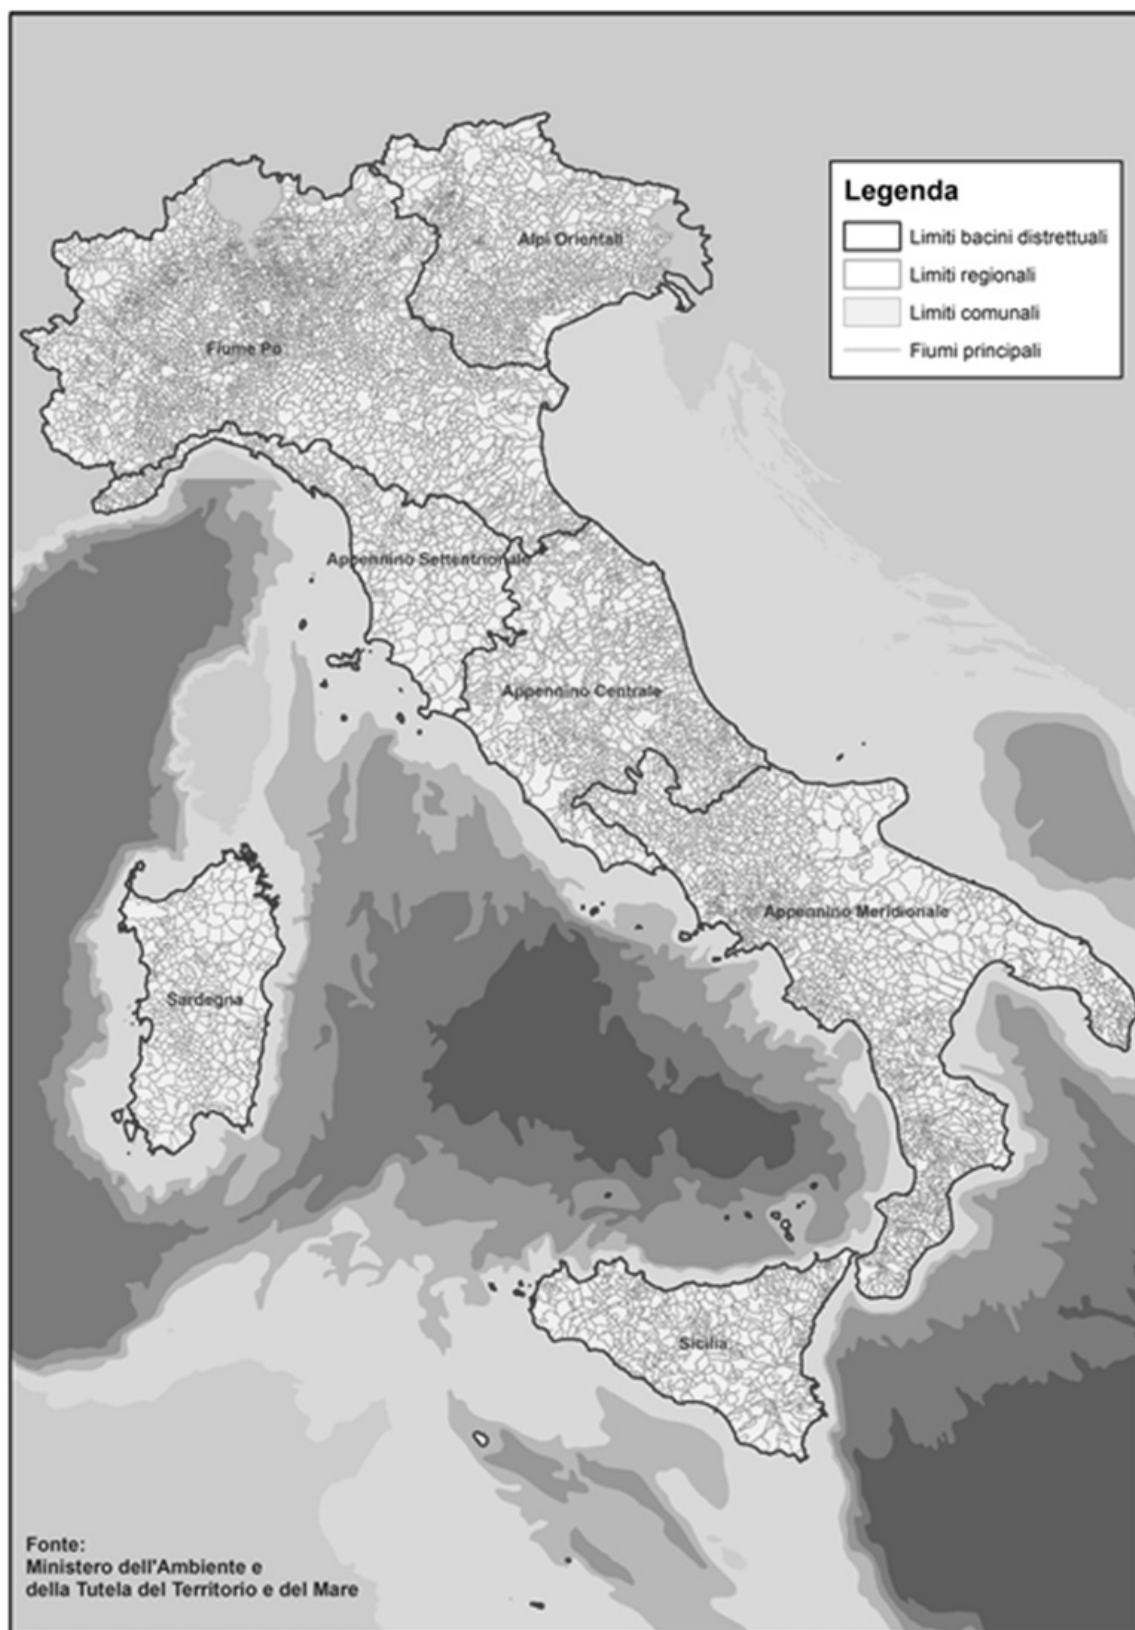 Legenda
Limiti bacini distrettuali
Limiti regionali
Limiti comunali
Fiumi principali
Alpi Orientali
Fiume Po
Appennino Settentrionale
Appennino Centrale
Appennino Meridionale
Sardegna
Sicilia
Fonte:
Ministero dell'Ambiente e
della Tutela del Territorio e del Mare